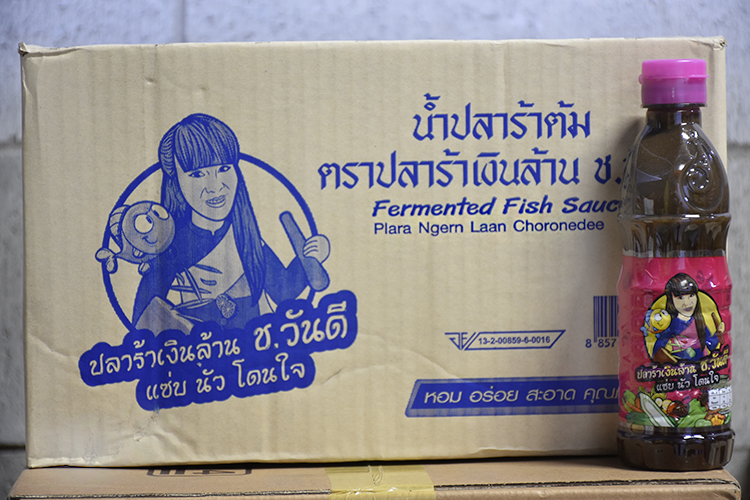 น้ำปลาร้าต้ม
ตราปลาร้าเงินล้าน ช.
Fermented Fish Sauc
Plara Ngern Laan Choronedee
ปลาร้าเงินล้าน ช.วันดี
แซ่บ นัว โดนใจ
13-2-00859-6-0016
8 857
หอม อร่อย สะอาด คุณ
ปลาร้าเงินล้าน ช.วันดี
แซ่บ นัว โดนใจ